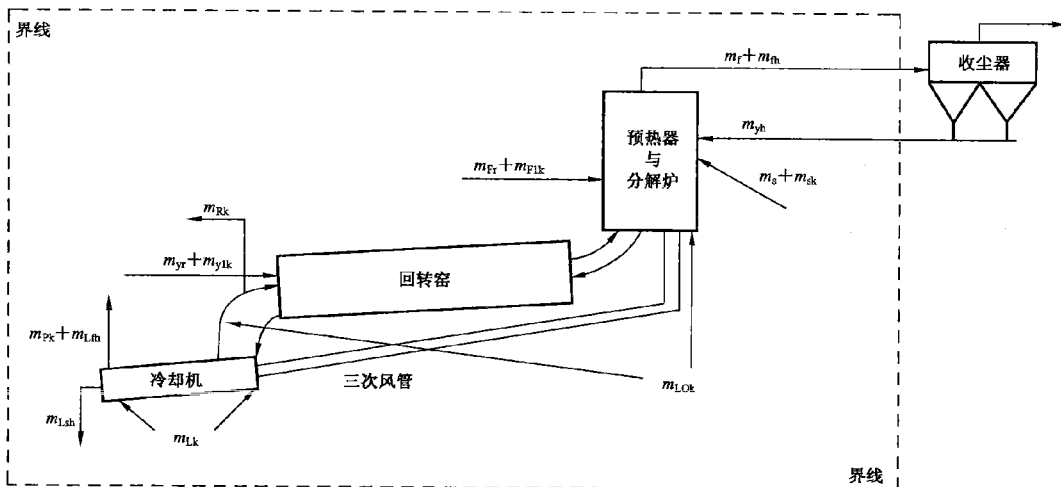 界线
收尘器
m_f+m_fh
m_yh
预热器
与
分解炉
m_Fr+m_F1k
m_s+m_sk
m_Rk
m_yr+m_y1k
回转窑
m_Pk+m_Lfh
冷却机
三次风管
m_LOk
m_Lsh
m_Lk
界线